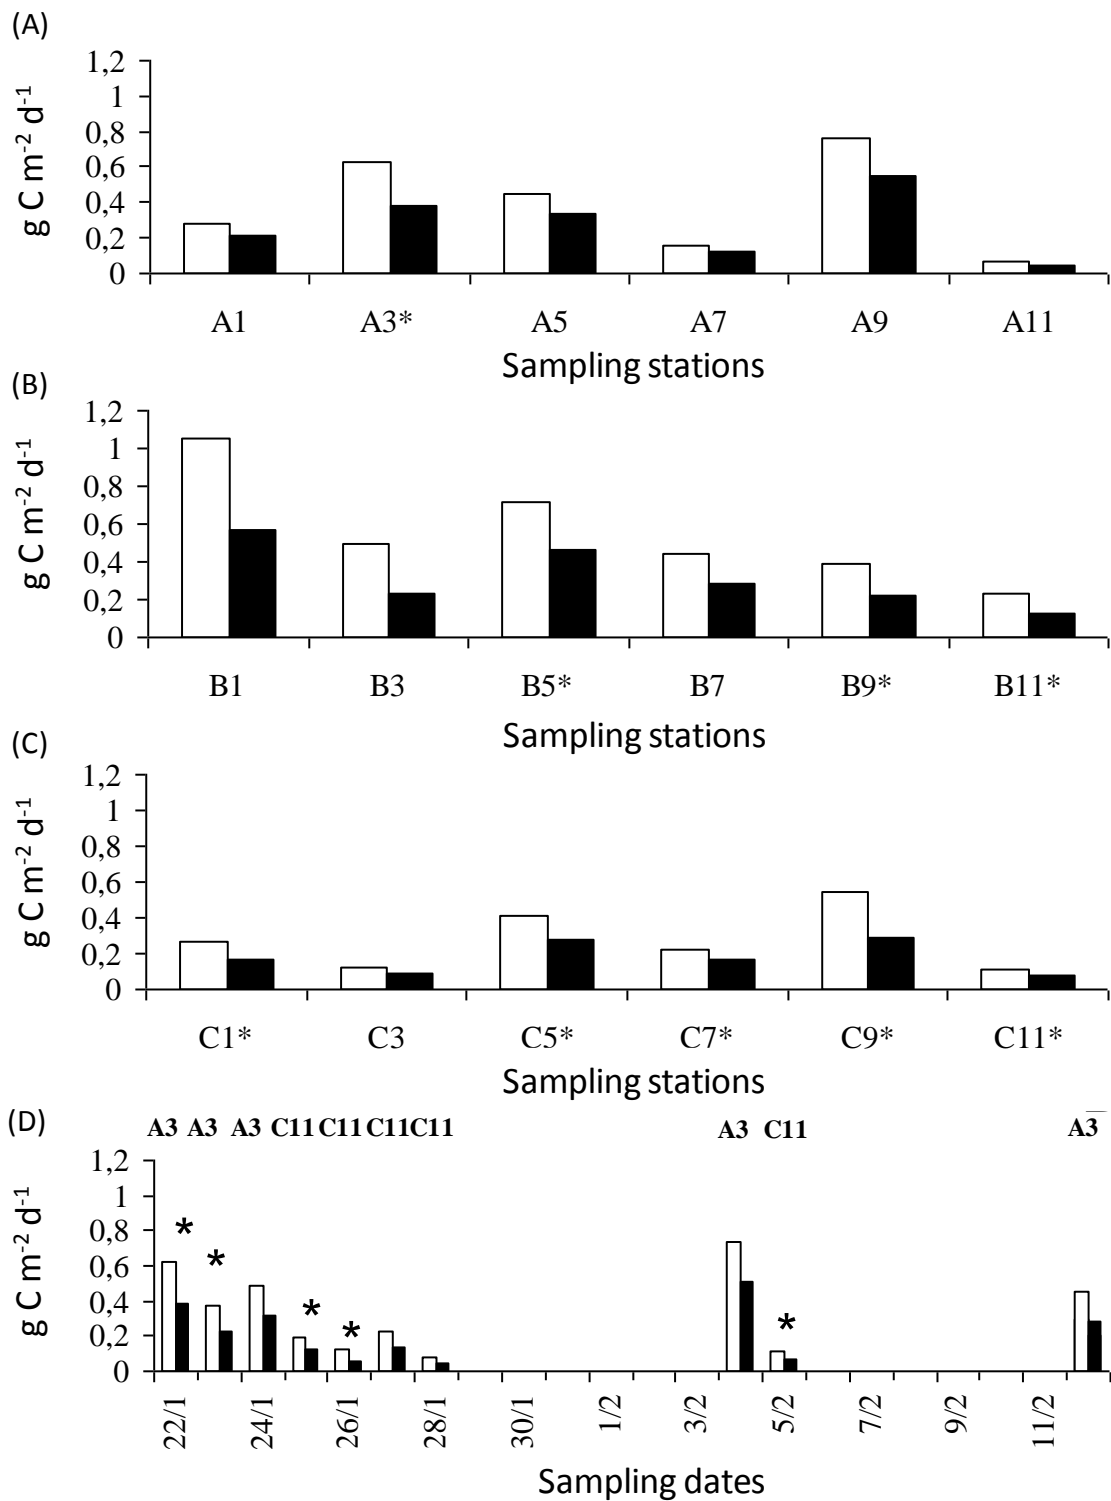 (A)
g C m⁻² d⁻¹
1,2
1
0,8
0,6
0,4
0,2
0
A1 A3* A5 A7 A9 A11
Sampling stations
(B)
g C m⁻² d⁻¹
1,2
1
0,8
0,6
0,4
0,2
0
B1 B3 B5* B7 B9* B11*
Sampling stations
(C)
g C m⁻² d⁻¹
1,2
1
0,8
0,6
0,4
0,2
0
C1* C3 C5* C7* C9* C11*
Sampling stations
(D)
A3 A3 A3 C11 C11 C11 C11 A3 C11 A3
g C m⁻² d⁻¹
1,2
1
0,8
0,6
0,4
0,2
0
* * * * *
22/1 24/1 26/1 28/1 30/1 1/2 3/2 5/2 7/2 9/2 11/2
Sampling dates